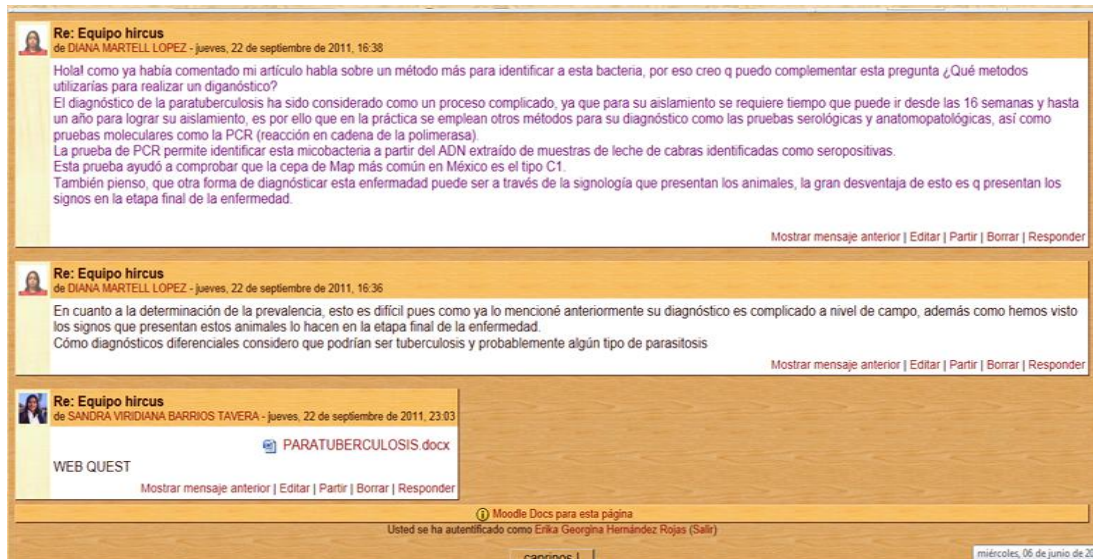 Re: Equipo hircus
de DIANA MARTELL LOPEZ - jueves, 22 de septiembre de 2011, 16:38
Hola! como ya había comentado mi artículo habla sobre un método más para identificar a esta bacteria, por eso creo q puedo complementar esta pregunta ¿Qué metodos
utilizarías para realizar un diganóstico?
El diagnóstico de la paratuberculosis ha sido considerado como un proceso complicado, ya que para su aislamiento se requiere tiempo que puede ir desde las 16 semanas y hasta
un año para lograr su aislamiento, es por ello que en la práctica se emplean otros métodos para su diagnóstico como las pruebas serológicas y anatomopatológicas, así como
pruebas moleculares como la PCR (reacción en cadena de la polimerasa).
La prueba de PCR permite identificar esta micobacteria a partir del ADN extraído de muestras de leche de cabras identificadas como seropositivas.
Esta prueba ayudó a comprobar que la cepa de Map más común en México es el tipo C1.
También pienso, que otra forma de diagnósticar esta enfermadad puede ser a través de la signología que presentan los animales, la gran desventaja de esto es q presentan los
signos en la etapa final de la enfermedad.
Mostrar mensaje anterior | Editar | Partir | Borrar | Responder
Re: Equipo hircus
de DIANA MARTELL LOPEZ - jueves, 22 de septiembre de 2011, 16:36
En cuanto a la determinación de la prevalencia, esto es difícil pues como ya lo mencioné anteriormente su diagnóstico es complicado a nivel de campo, además como hemos visto
los signos que presentan estos animales lo hacen en la etapa final de la enfermedad.
Cómo diagnósticos diferenciales considero que podrían ser tuberculosis y probablemente algún tipo de parasitosis
Mostrar mensaje anterior | Editar | Partir | Borrar | Responder
Re: Equipo hircus
de SANDRA VIRIDIANA BARRIOS TAVERA - jueves, 22 de septiembre de 2011, 23:03
PARATUBERCULOSIS.docx
WEB QUEST
Mostrar mensaje anterior | Editar | Partir | Borrar | Responder
Moodle Docs para esta página
Usted se ha autentificado como Erika Georgina Hernández Rojas (Salir)
caprinos I
miércoles, 06 de junio de 20